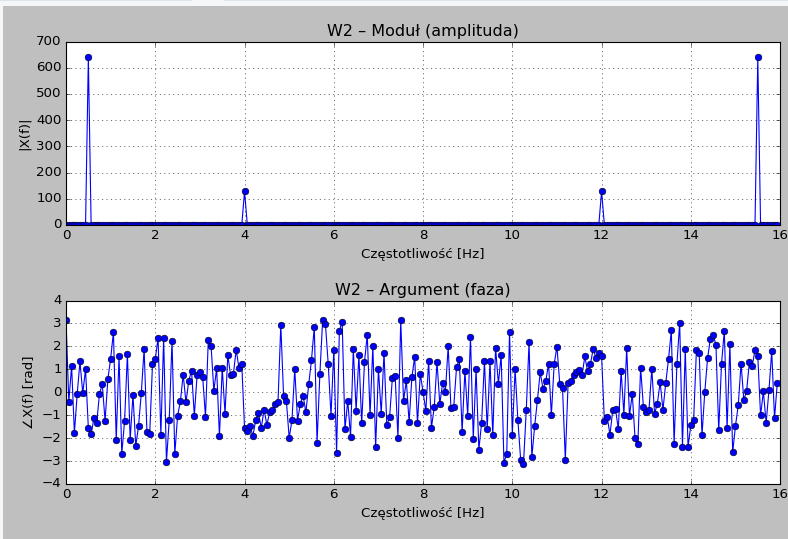 W2 – Moduł (amplituda)
700
600
500
400
300
200
100
0
|X(f)|
0 2 4 6 8 10 12 14 16
Częstotliwość [Hz]
W2 – Argument (faza)
4
3
2
1
0
−1
−2
−3
−4
∠X(f) [rad]
0 2 4 6 8 10 12 14 16
Częstotliwość [Hz]